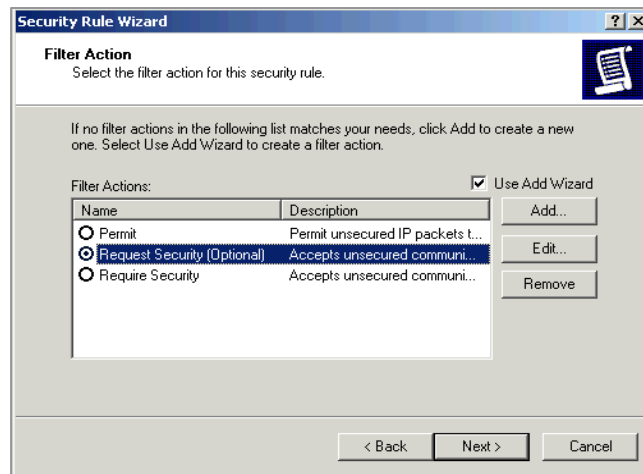 Security Rule Wizard
Filter Action
Select the filter action for this security rule.
If no filter actions in the following list matches your needs, click Add to create a new
one. Select Use Add Wizard to create a filter action.
Filter Actions:
Use Add Wizard
Name Description
Add...
Permit Permit unsecured IP packets t...
Request Security (Optional) Accepts unsecured communi...
Edit...
Require Security Accepts unsecured communi...
Remove
< Back Next > Cancel